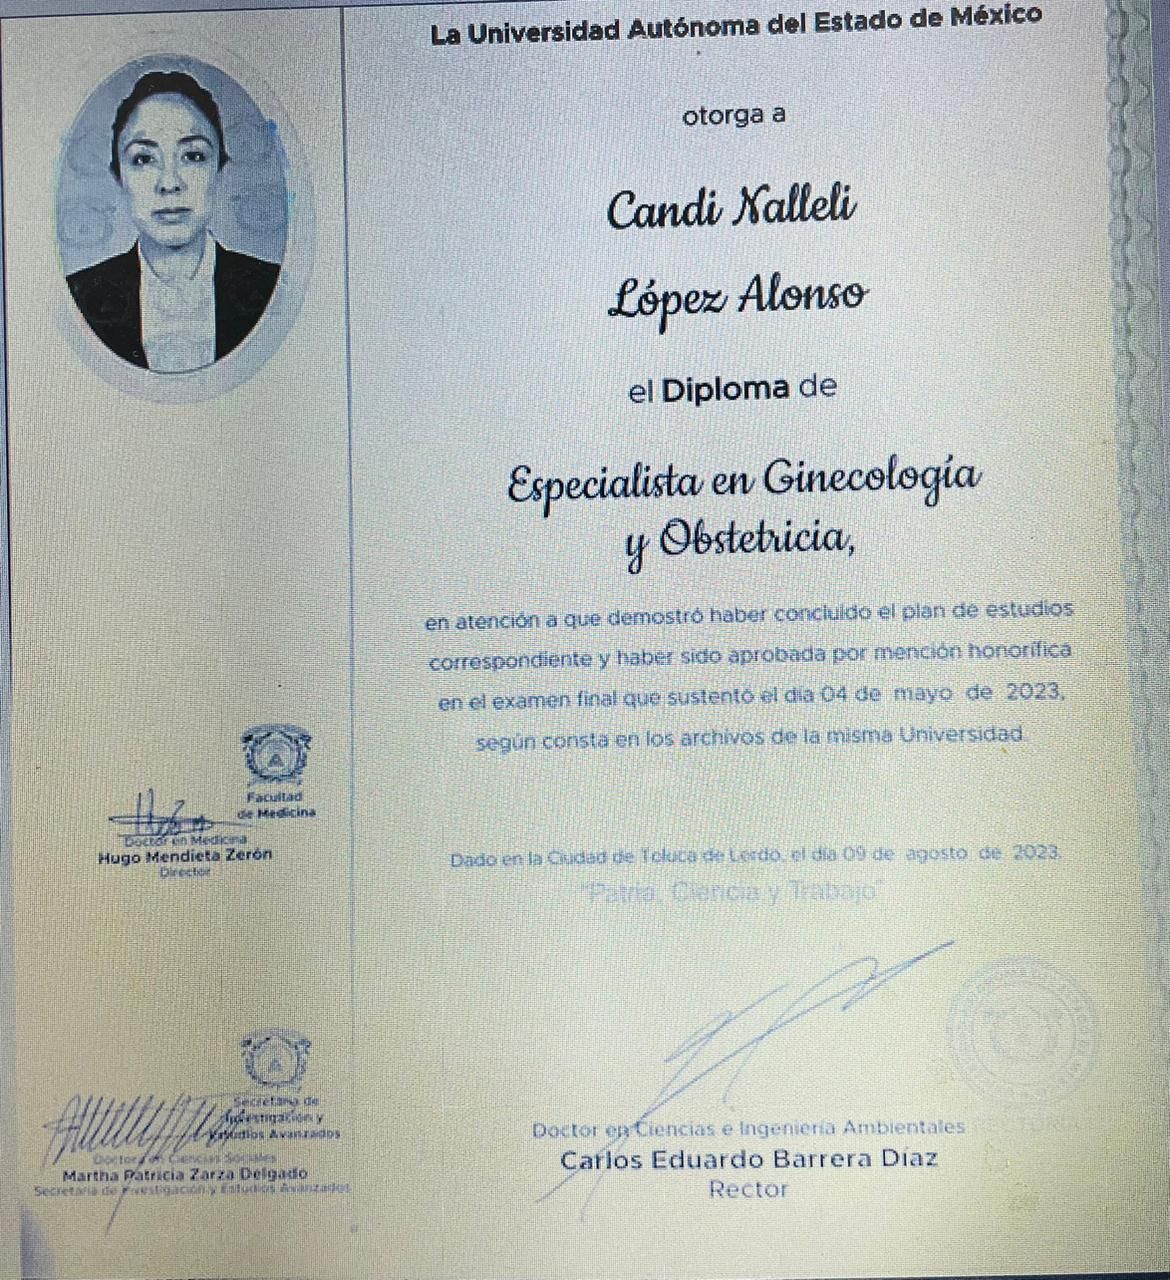 La Universidad Autónoma del Estado de México
otorga a
Candi Nalleli
López Alonso
el Diploma de
Especialista en Ginecología
y Obstetricia,
en atención a que demostró haber concluido el plan de estudios
correspondiente y haber sido aprobada por mención honorífica
en el examen final que sustentó el día 04 de mayo de 2023,
según consta en los archivos de la misma Universidad.
Dado en la Ciudad de Toluca de Lerdo, el día 09 de agosto de 2023.
"Patria, Ciencia y Trabajo"
Doctor en Ciencias e Ingeniería Ambientales
Carlos Eduardo Barrera Díaz
Rector
Facultad
de Medicina
Doctor en Medicina
Hugo Mendieta Zerón
Director
Secretaría de
Investigación y
Estudios Avanzados
Doctora en Ciencias Sociales
Martha Patricia Zarza Delgado
Secretaria de Investigación y Estudios Avanzados